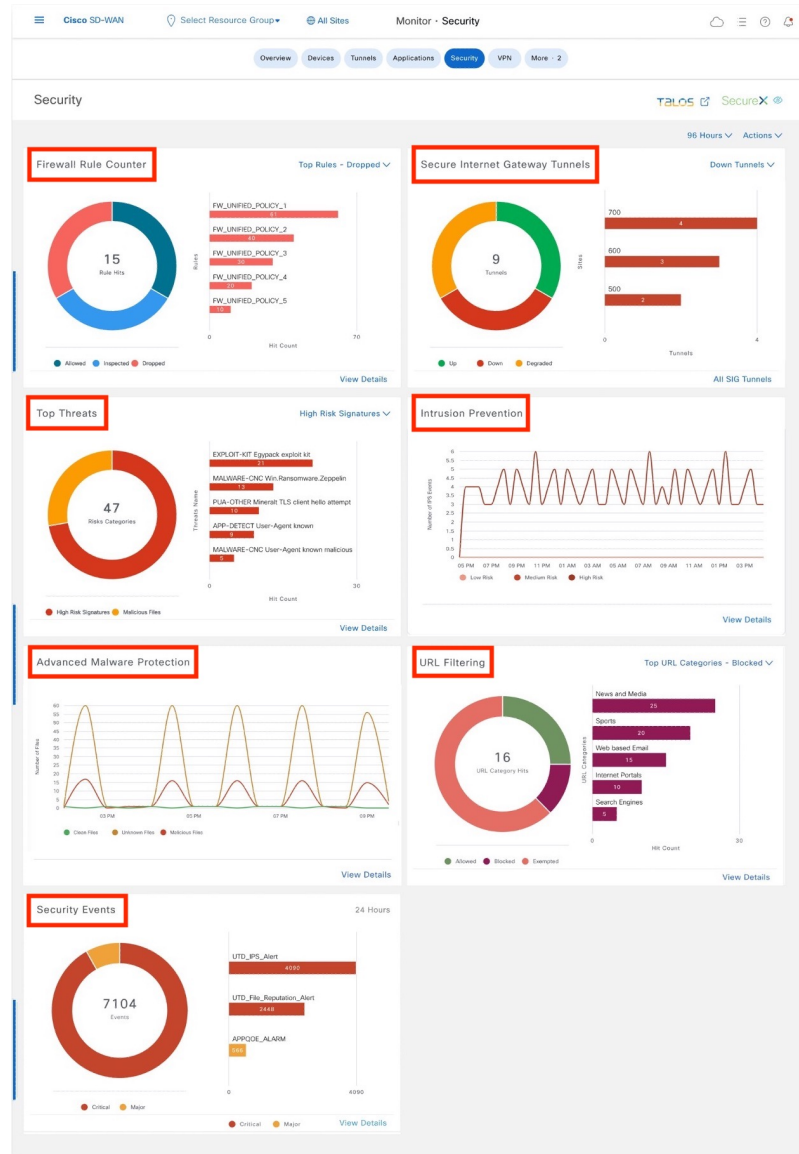 Cisco SD-WAN
Select Resource Group
All Sites
Monitor · Security
Overview Devices Tunnels Applications Security VPN More · 2
Security
TALOS
SecureX
96 Hours
Actions
Firewall Rule Counter
Top Rules - Dropped
15
Rule Hits
Allowed Inspected Dropped
Rules
FW_UNIFIED_POLICY_1
61
FW_UNIFIED_POLICY_2
40
FW_UNIFIED_POLICY_3
30
FW_UNIFIED_POLICY_4
20
FW_UNIFIED_POLICY_5
10
0 70
Hit Count
View Details
Secure Internet Gateway Tunnels
Down Tunnels
9
Tunnels
Up Down Degraded
Sites
700
4
600
3
500
2
0 4
Tunnels
All SIG Tunnels
Top Threats
High Risk Signatures
47
Risks Categories
High Risk Signatures Malicious Files
Threats Name
EXPLOIT-KIT Egypack exploit kit
21
MALWARE-CNC Win.Ransomware.Zeppelin
13
PUA-OTHER Mineralt TLS client hello attempt
10
APP-DETECT User-Agent known
9
MALWARE-CNC User-Agent known malicious
5
0 30
Hit Count
View Details
Intrusion Prevention
Number of IPS Events
6
5.5
5
4.5
4
3.5
3
2.5
2
1.5
1
0.5
0
05 PM 07 PM 09 PM 11 PM 01 AM 03 AM 05 AM 07 AM 09 AM 11 AM 01 PM 03 PM
Low Risk Medium Risk High Risk
View Details
Advanced Malware Protection
Number of Files
60
55
50
45
40
35
30
25
20
15
10
5
0
03 PM 05 PM 07 PM 09 PM
Clean Files Unknown Files Malicious Files
View Details
URL Filtering
Top URL Categories - Blocked
16
URL Category Hits
Allowed Blocked Exempted
URL Categories
News and Media
25
Sports
20
Web based Email
15
Internet Portals
10
Search Engines
5
0 30
Hit Count
View Details
Security Events
24 Hours
7104
Events
Critical Major
UTD_IPS_Alert
4090
UTD_File_Reputation_Alert
2448
APPQOE_ALARM
0 4090
Critical Major
View Details